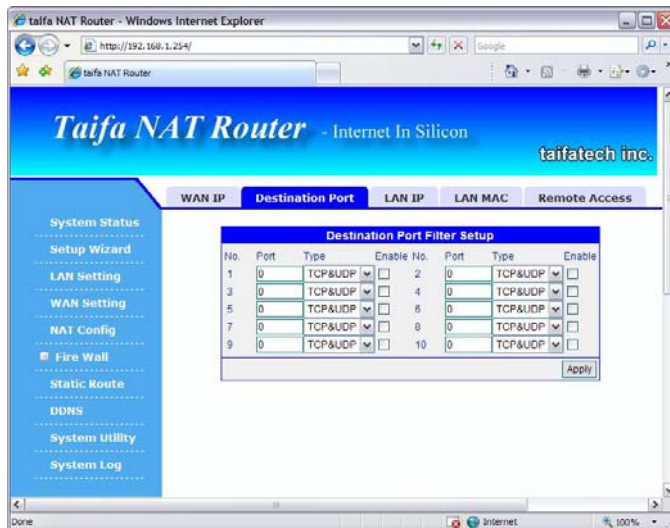 taifa NAT Router - Windows Internet Explorer
http://192.168.1.254/
Google
taifa NAT Router
Taifa NAT Router - Internet In Silicon
taifatech inc.
WAN IP Destination Port LAN IP LAN MAC Remote Access
System Status
Setup Wizard
LAN Setting
WAN Setting
NAT Config
Fire Wall
Static Route
DDNS
System Utility
System Log
Destination Port Filter Setup
No. Port Type Enable No. Port Type Enable
1 0 TCP&UDP 2 0 TCP&UDP
3 0 TCP&UDP 4 0 TCP&UDP
5 0 TCP&UDP 6 0 TCP&UDP
7 0 TCP&UDP 8 0 TCP&UDP
9 0 TCP&UDP 10 0 TCP&UDP
Apply
Done Internet 100%